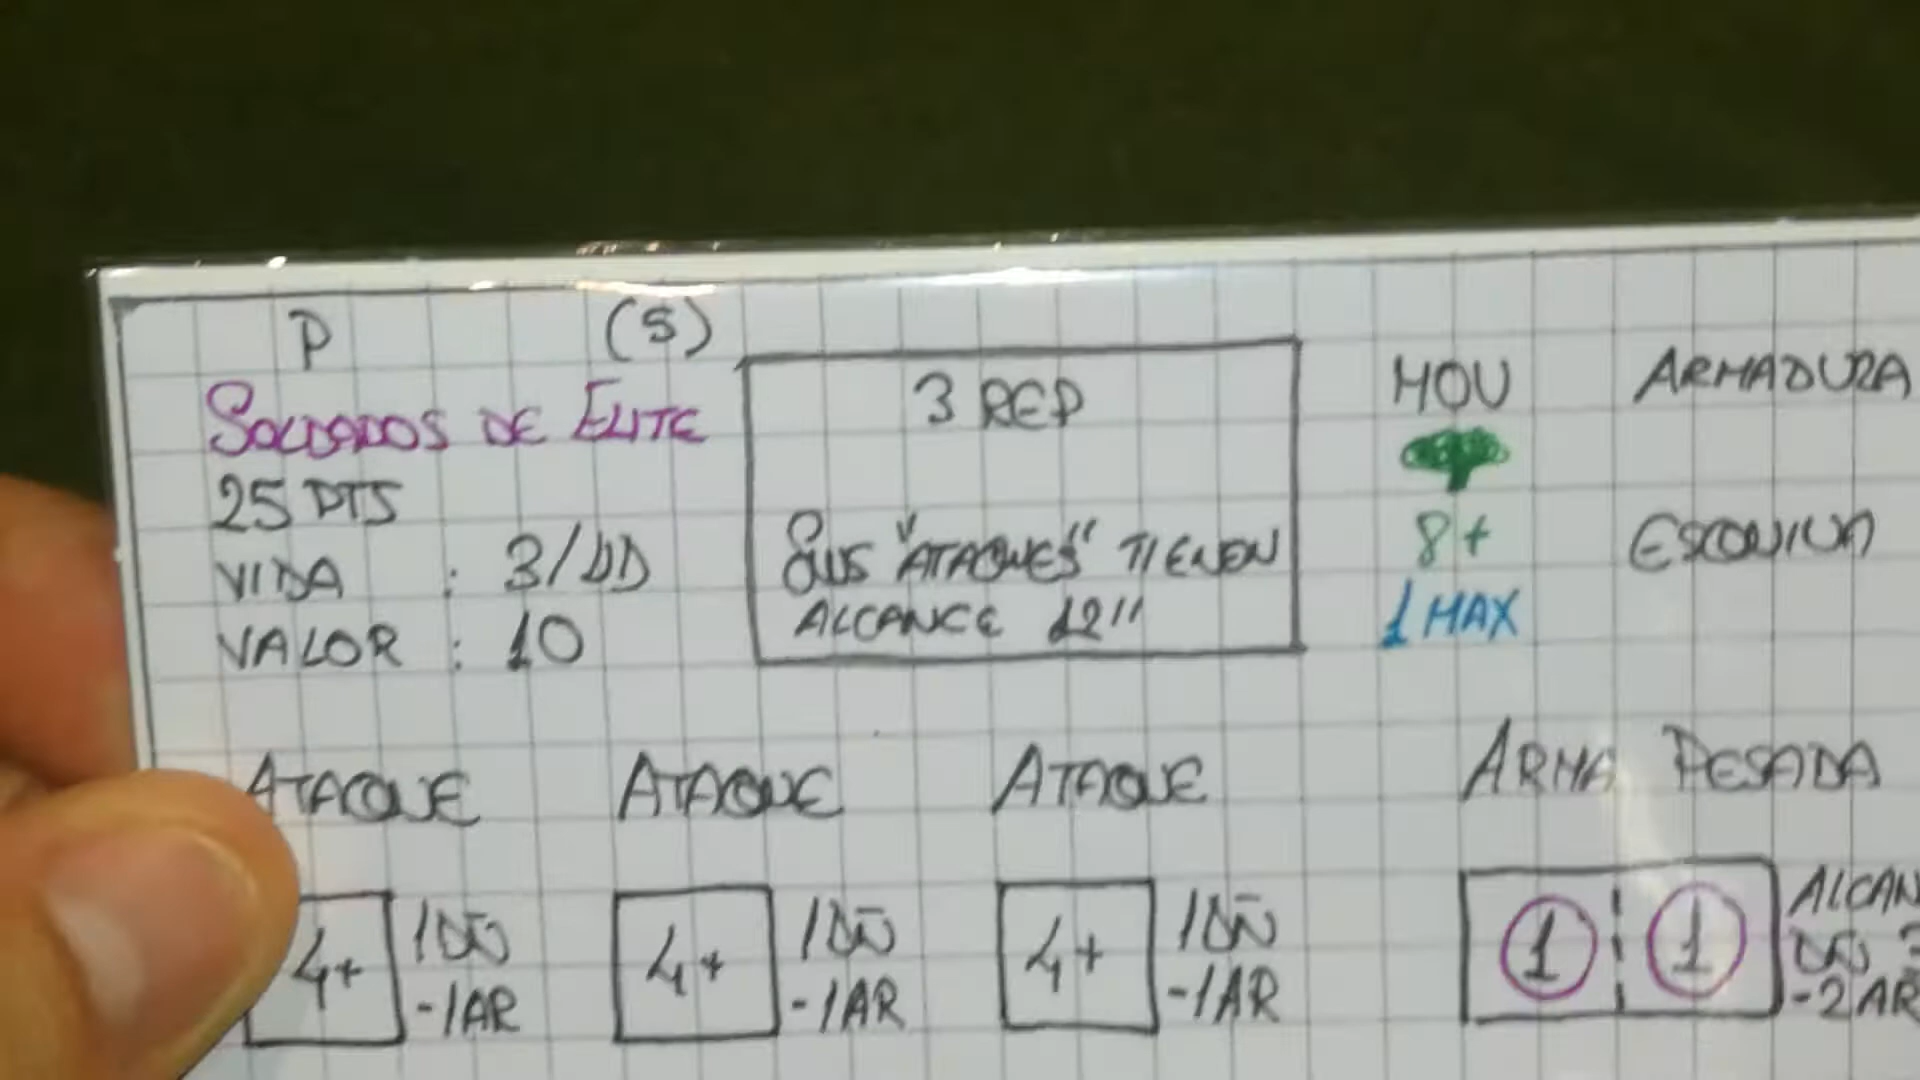 P (S)
SOLDADOS DE ELITE
25 PTS
VIDA : 3/DD
VALOR : 10
3 REP
SUS "ATAQUES" TIENEN
ALCANCE 12"
MOV
8+
1 MAX
ARMADURA
ATAQUE ATAQUE ATAQUE ARMA PESADA
4+ 1DÑ 4+ 1DÑ 4+ 1DÑ 1 1 ALCAN
-1AR -1AR -1AR -2AR